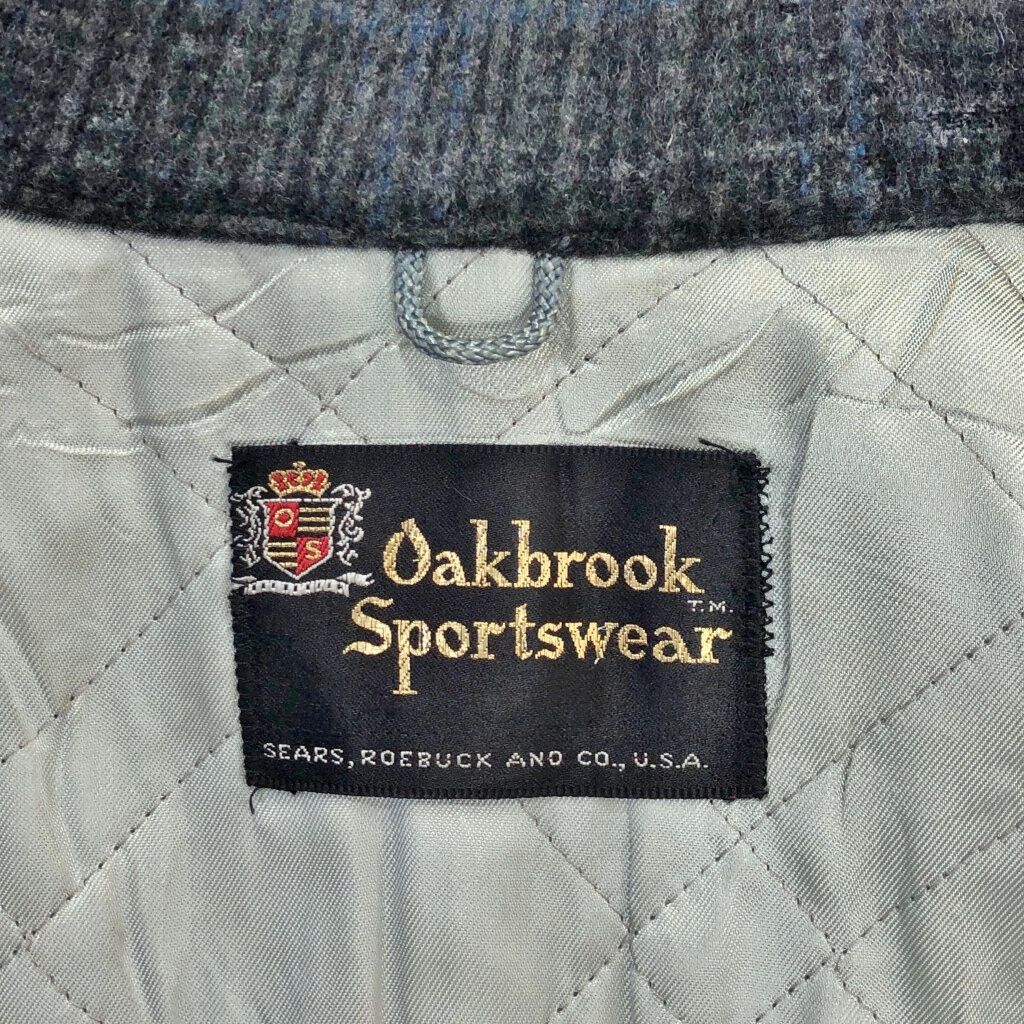 O
S
Oakbrook
T.M.
Sportswear
SEARS, ROEBUCK AND CO., U.S.A.